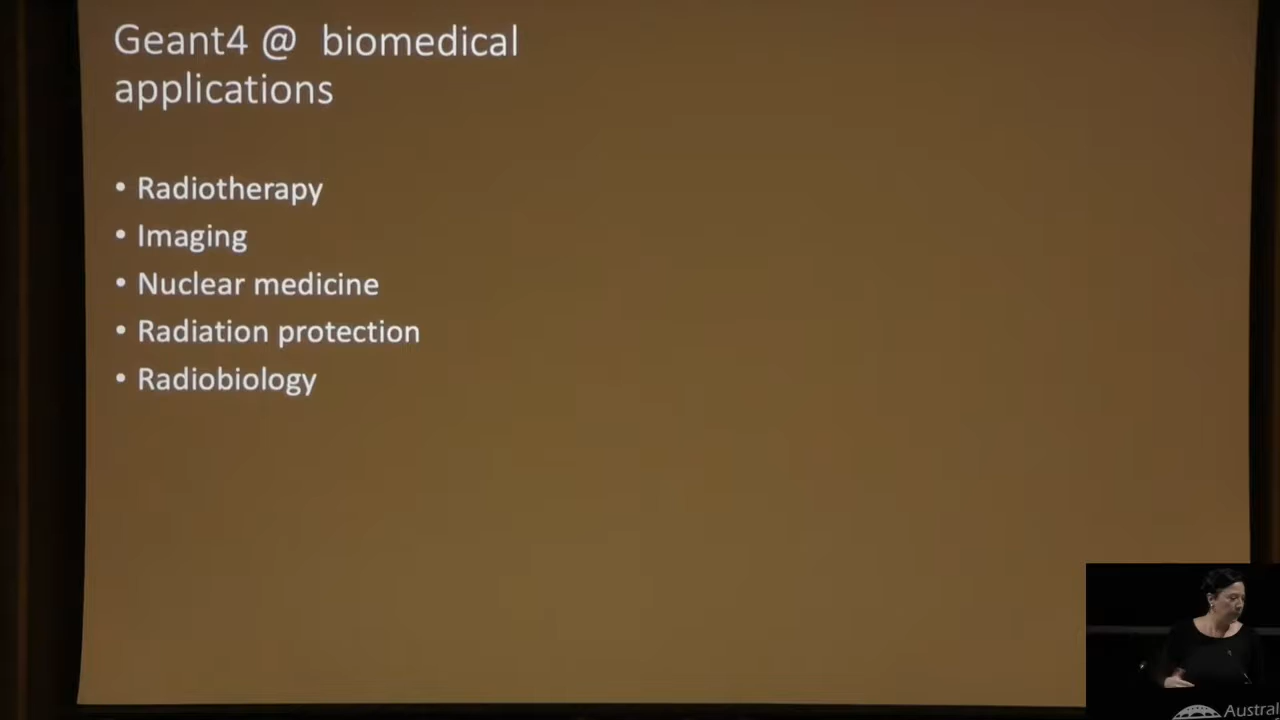 Geant4 @ biomedical
applications
• Radiotherapy
• Imaging
• Nuclear medicine
• Radiation protection
• Radiobiology
Austral